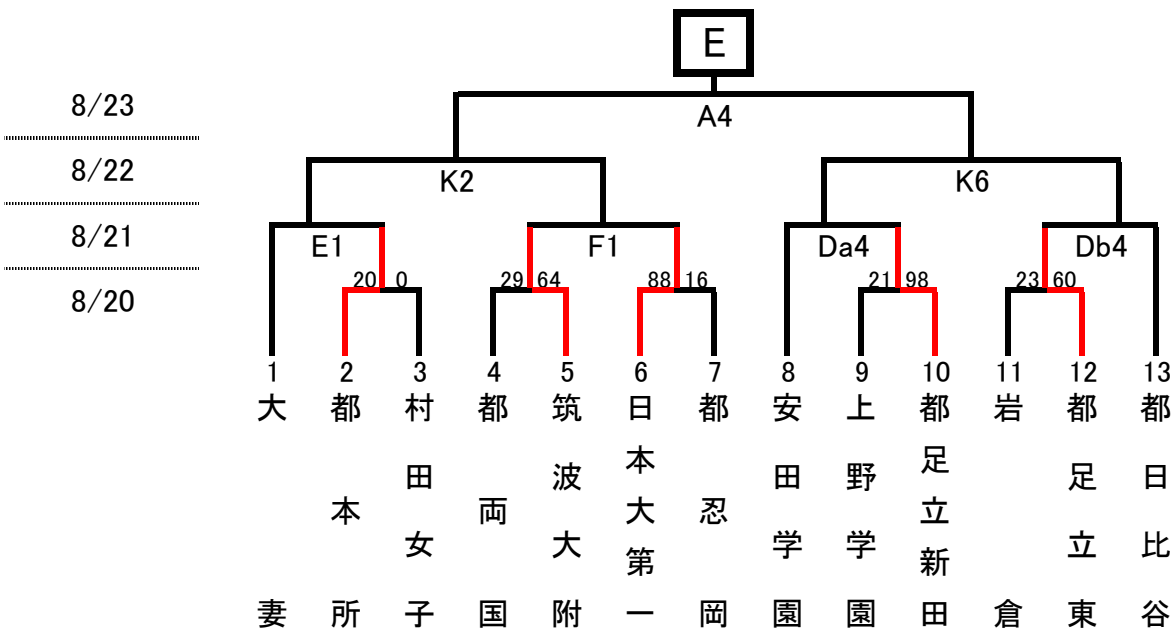 E
8/23
A4
8/22
K2 K6
8/21
E1 F1 Da4 Db4
20 0 29 64 88 16 21 98 23 60
8/20
1 2 3 4 5 6 7 8 9 10 11 12 13
大妻
都本所
村田女子
都両国
筑波大附
日本大第一
都忍岡
安田学園
上野学園
都足立新田
岩倉
都足立東
都日比谷